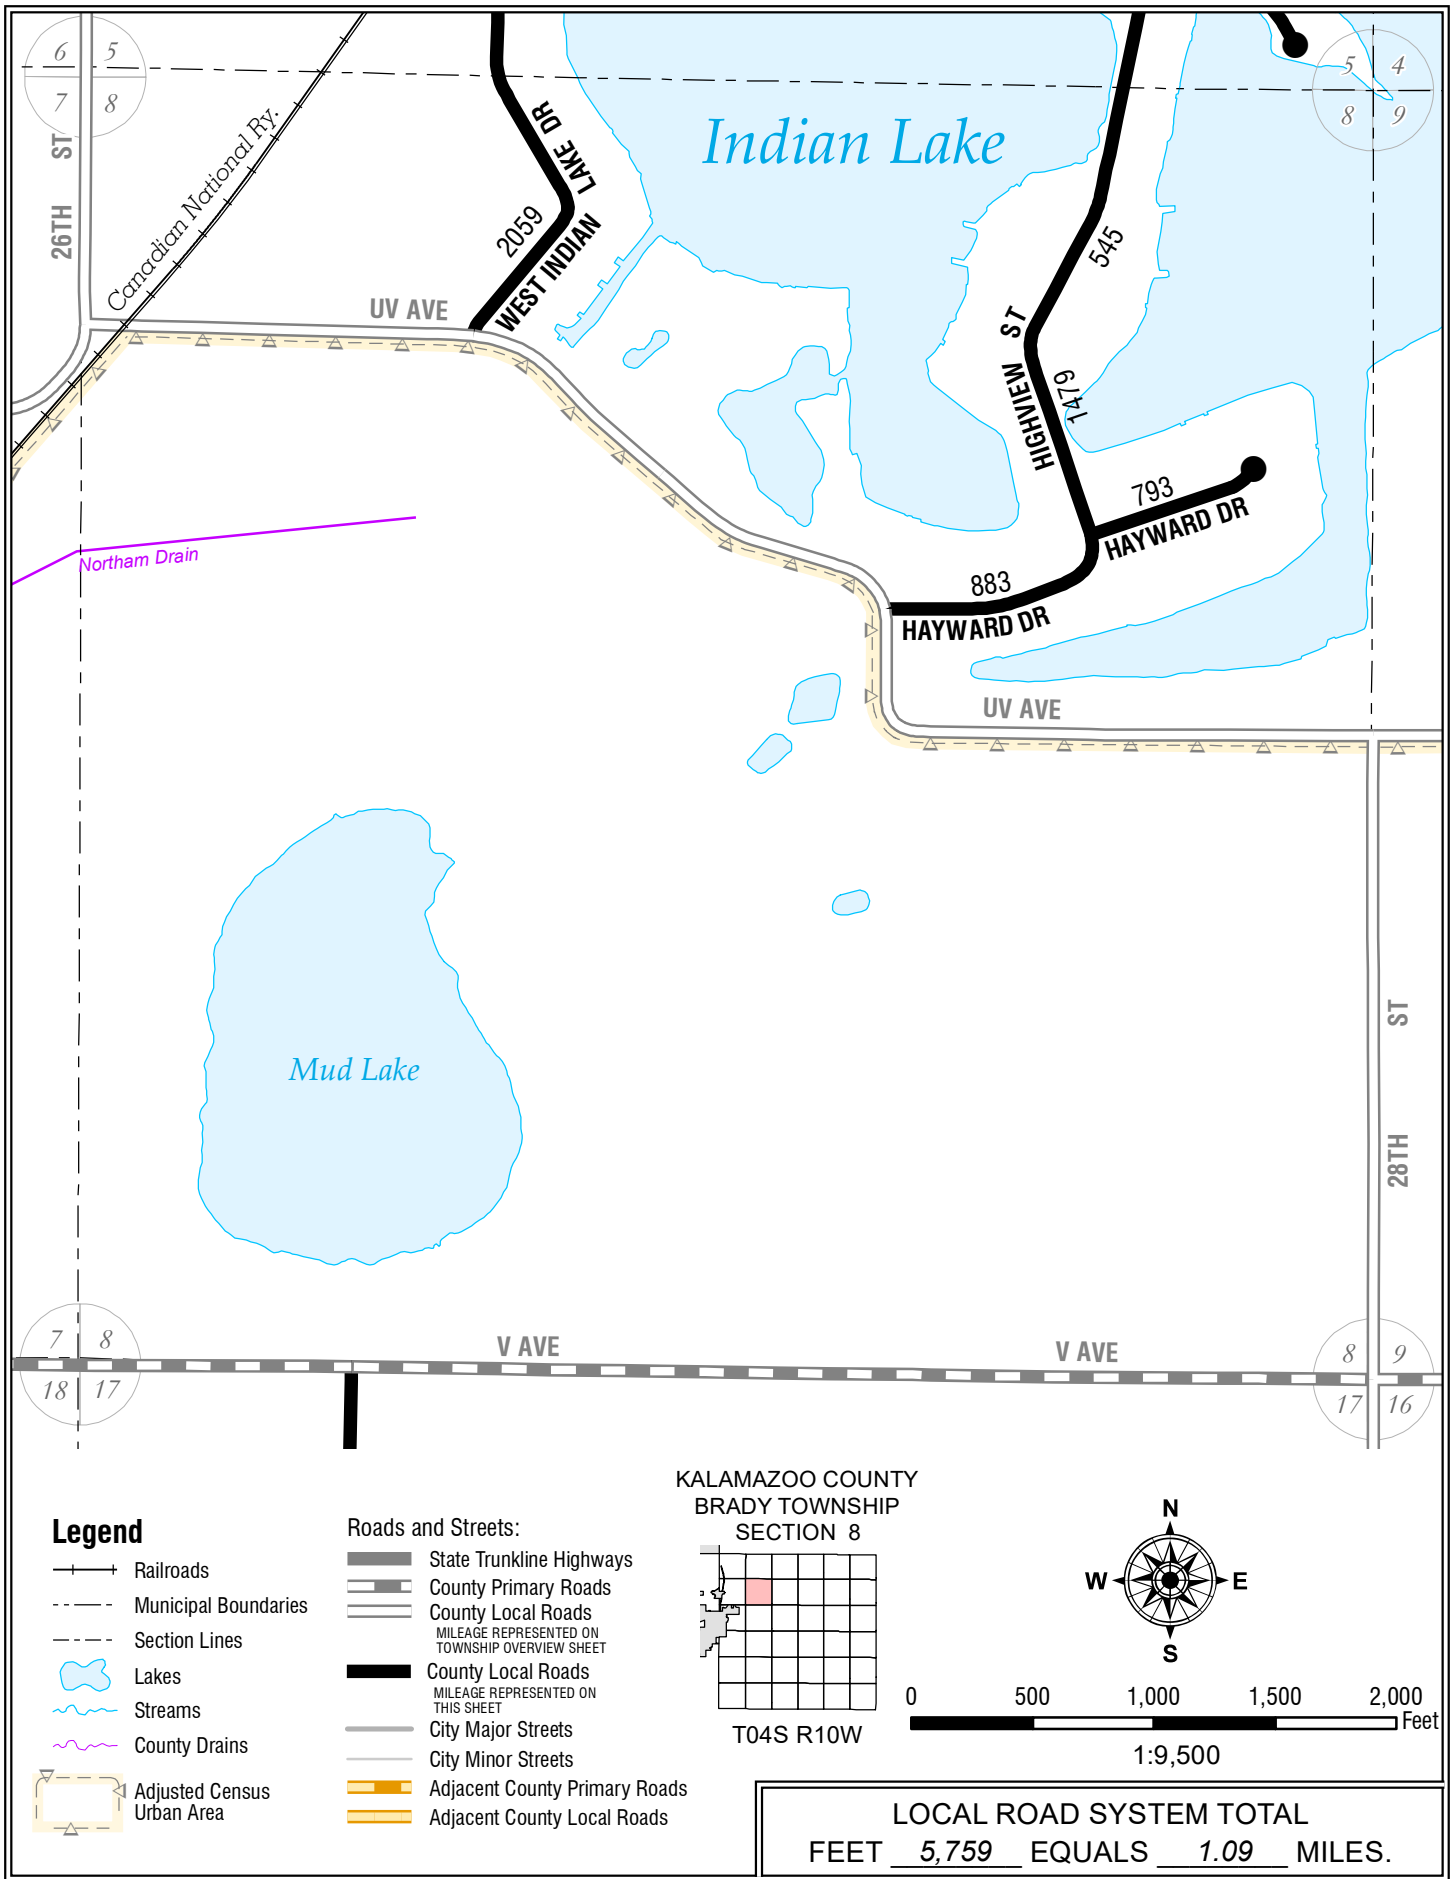 6 5
7 8
26TH ST
Canadian National Ry.
LAKE DR
WEST INDIAN
2059
Indian Lake
5 4
8 9
545
HIGHVIEW ST
1479
UV AVE
793
HAYWARD DR
883
HAYWARD DR
Northam Drain
UV AVE
Mud Lake
28TH ST
7 8
18 17
V AVE
V AVE
8 9
17 16
Legend
Railroads
Municipal Boundaries
Section Lines
Lakes
Streams
County Drains
Adjusted Census
Urban Area
Roads and Streets:
State Trunkline Highways
County Primary Roads
County Local Roads
MILEAGE REPRESENTED ON
TOWNSHIP OVERVIEW SHEET
County Local Roads
MILEAGE REPRESENTED ON
THIS SHEET
City Major Streets
City Minor Streets
Adjacent County Primary Roads
Adjacent County Local Roads
KALAMAZOO COUNTY
BRADY TOWNSHIP
SECTION 8
T04S R10W
N
W E
S
0 500 1,000 1,500 2,000
Feet
1:9,500
LOCAL ROAD SYSTEM TOTAL
FEET 5,759 EQUALS 1.09 MILES.